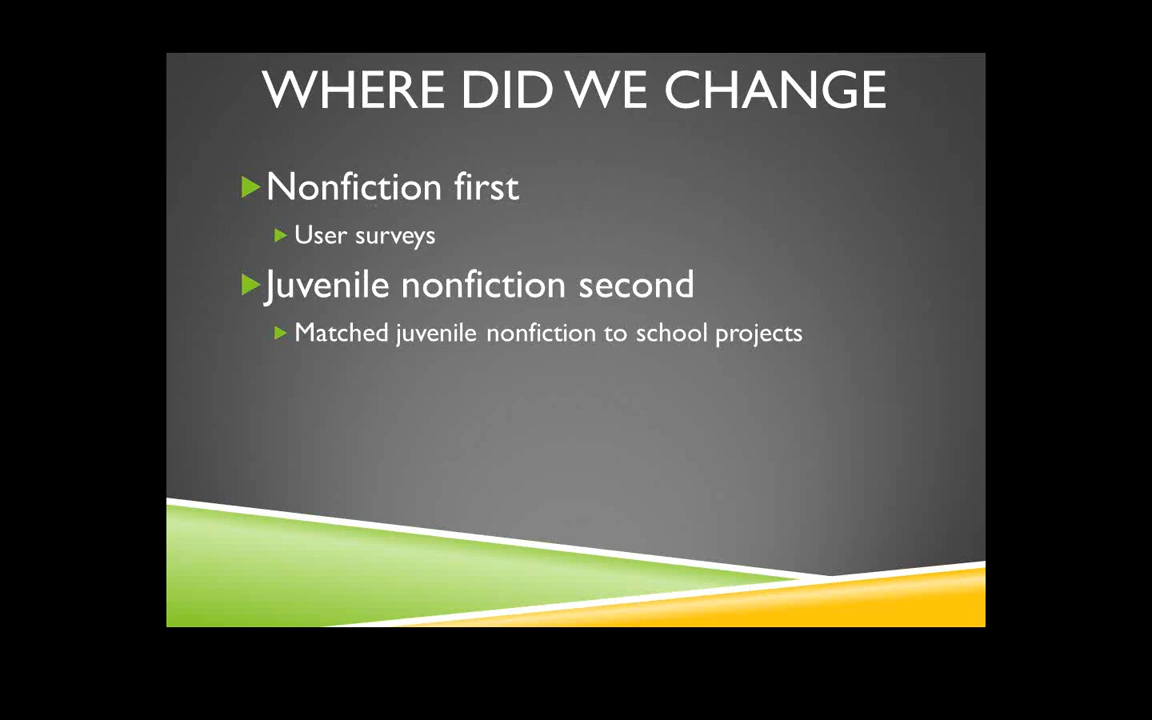 WHERE DID WE CHANGE
Nonfiction first
User surveys
Juvenile nonfiction second
Matched juvenile nonfiction to school projects